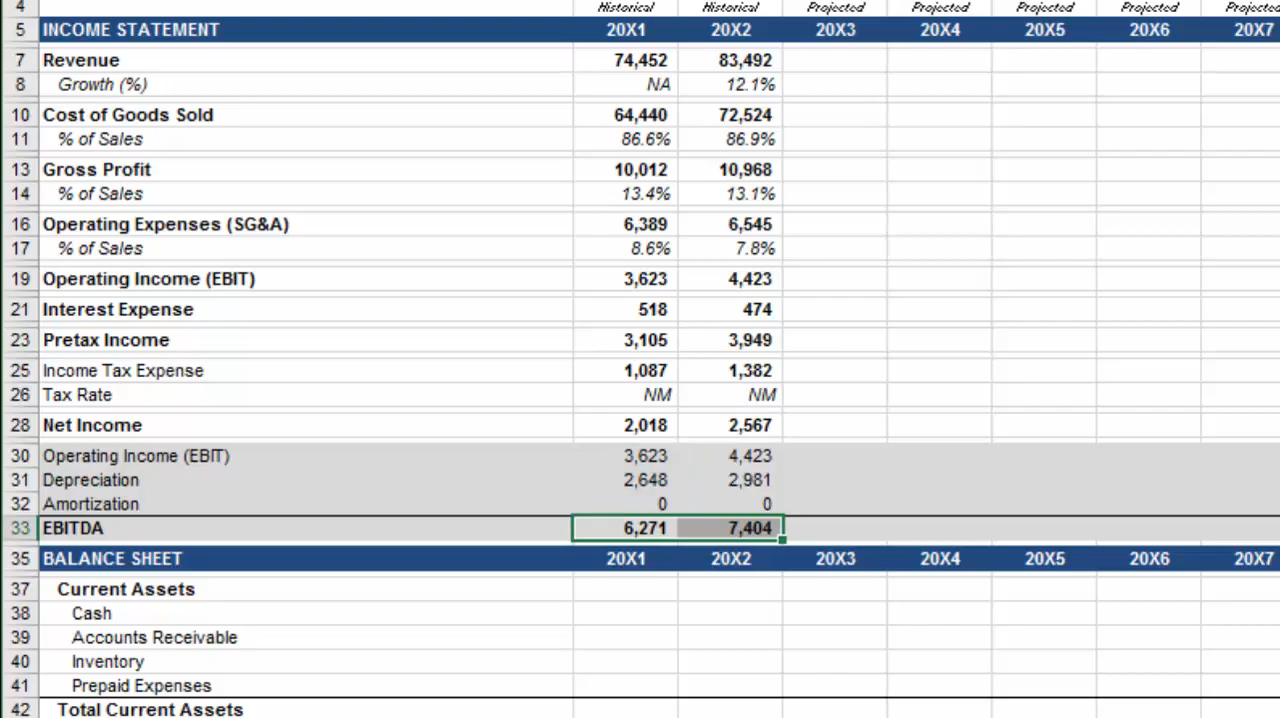 4 Historical Historical Projected Projected Projected Projected Projected
5 INCOME STATEMENT 20X1 20X2 20X3 20X4 20X5 20X6 20X7
7 Revenue 74,452 83,492
8 Growth (%) NA 12.1%
10 Cost of Goods Sold 64,440 72,524
11 % of Sales 86.6% 86.9%
13 Gross Profit 10,012 10,968
14 % of Sales 13.4% 13.1%
16 Operating Expenses (SG&A) 6,389 6,545
17 % of Sales 8.6% 7.8%
19 Operating Income (EBIT) 3,623 4,423
21 Interest Expense 518 474
23 Pretax Income 3,105 3,949
25 Income Tax Expense 1,087 1,382
26 Tax Rate NM NM
28 Net Income 2,018 2,567
30 Operating Income (EBIT) 3,623 4,423
31 Depreciation 2,648 2,981
32 Amortization 0 0
33 EBITDA 6,271 7,404
35 BALANCE SHEET 20X1 20X2 20X3 20X4 20X5 20X6 20X7
37 Current Assets
38 Cash
39 Accounts Receivable
40 Inventory
41 Prepaid Expenses
42 Total Current Assets